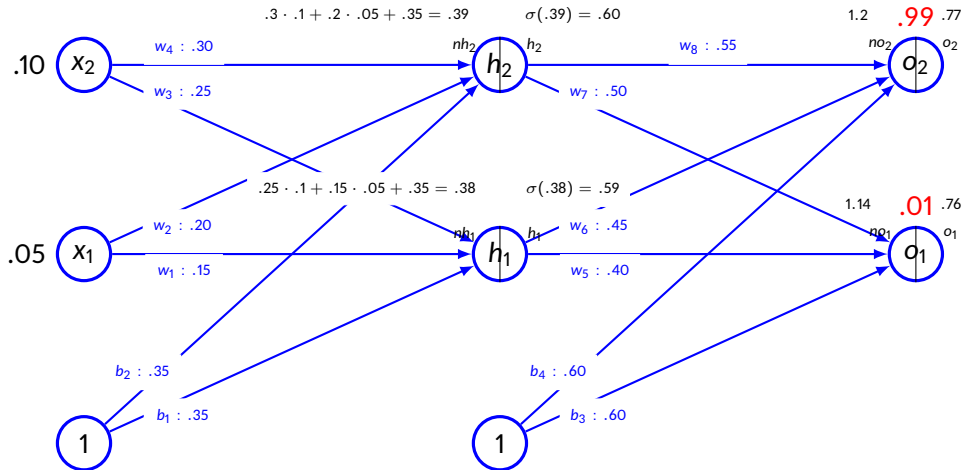 .3 · .1 + .2 · .05 + .35 = .39
σ(.39) = .60
1.2
.99
.77
w₄ : .30
nh₂
h₂
w₈ : .55
no₂
o₂
.10
x₂
h₂
o₂
w₃ : .25
w₇ : .50
.25 · .1 + .15 · .05 + .35 = .38
σ(.38) = .59
1.14
.01
.76
w₂ : .20
nh₁
h₁
w₆ : .45
no₁
o₁
.05
x₁
h₁
o₁
w₁ : .15
w₅ : .40
b₂ : .35
b₄ : .60
b₁ : .35
b₃ : .60
1
1